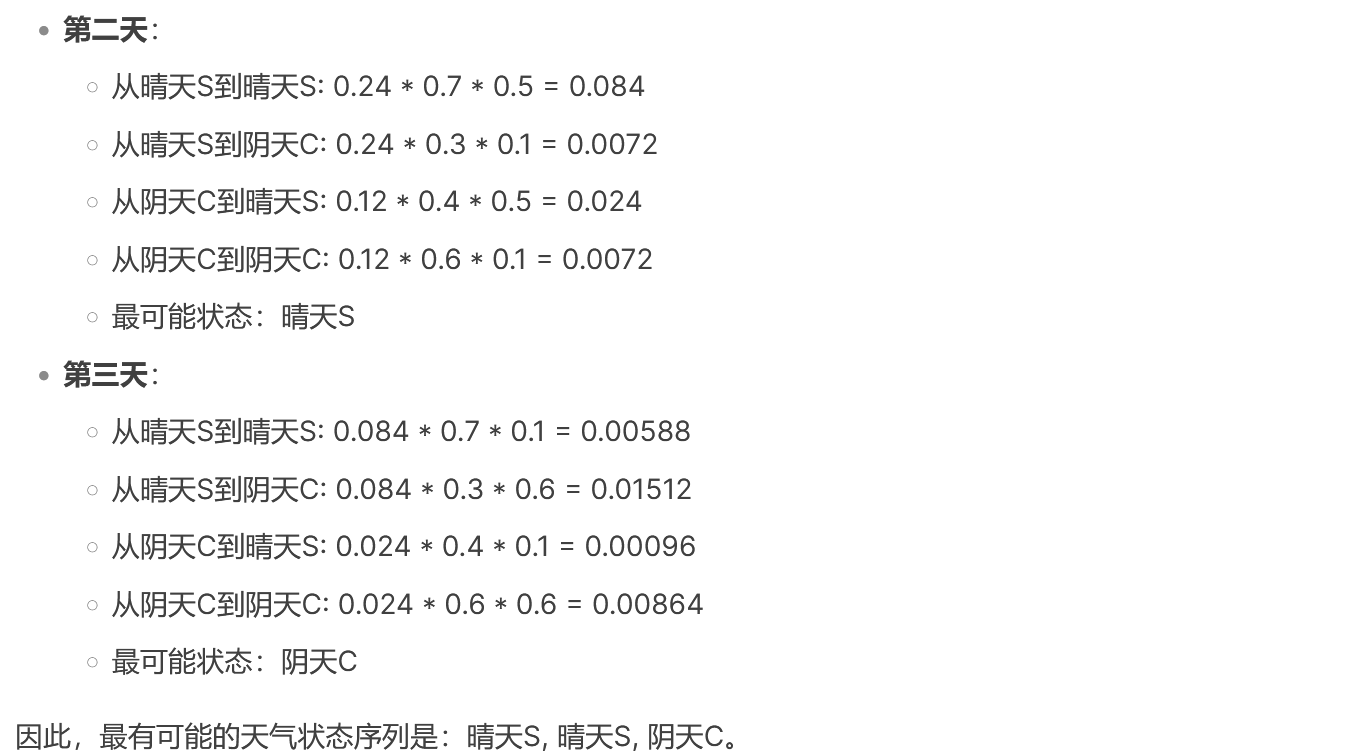 第二天：
从晴天S到晴天S: 0.24 * 0.7 * 0.5 = 0.084
从晴天S到阴天C: 0.24 * 0.3 * 0.1 = 0.0072
从阴天C到晴天S: 0.12 * 0.4 * 0.5 = 0.024
从阴天C到阴天C: 0.12 * 0.6 * 0.1 = 0.0072
最可能状态：晴天S
第三天：
从晴天S到晴天S: 0.084 * 0.7 * 0.1 = 0.00588
从晴天S到阴天C: 0.084 * 0.3 * 0.6 = 0.01512
从阴天C到晴天S: 0.024 * 0.4 * 0.1 = 0.00096
从阴天C到阴天C: 0.024 * 0.6 * 0.6 = 0.00864
最可能状态：阴天C
因此，最有可能的天气状态序列是：晴天S, 晴天S, 阴天C。